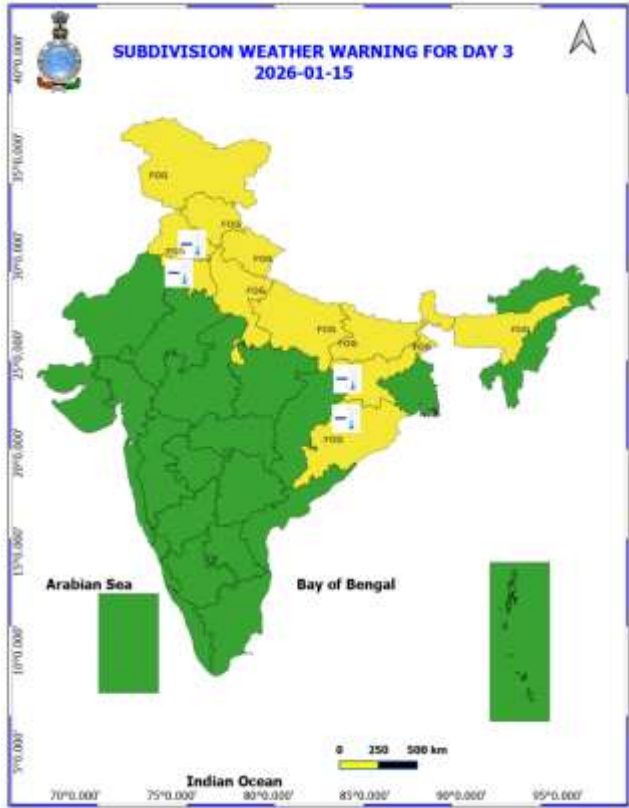 SUBDIVISION WEATHER WARNING FOR DAY 3
2026-01-15
40°0.000'
35°0.000'
30°0.000'
25°0.000'
20°0.000'
15°0.000'
10°0.000'
5°0.000'
FOG
FOG
FOG
FOG
FOG
FOG
FOG
FOG
FOG
FOG
Arabian Sea
Bay of Bengal
0 250 500 km
Indian Ocean
70°0.000' 75°0.000' 80°0.000' 85°0.000' 90°0.000' 95°0.000'